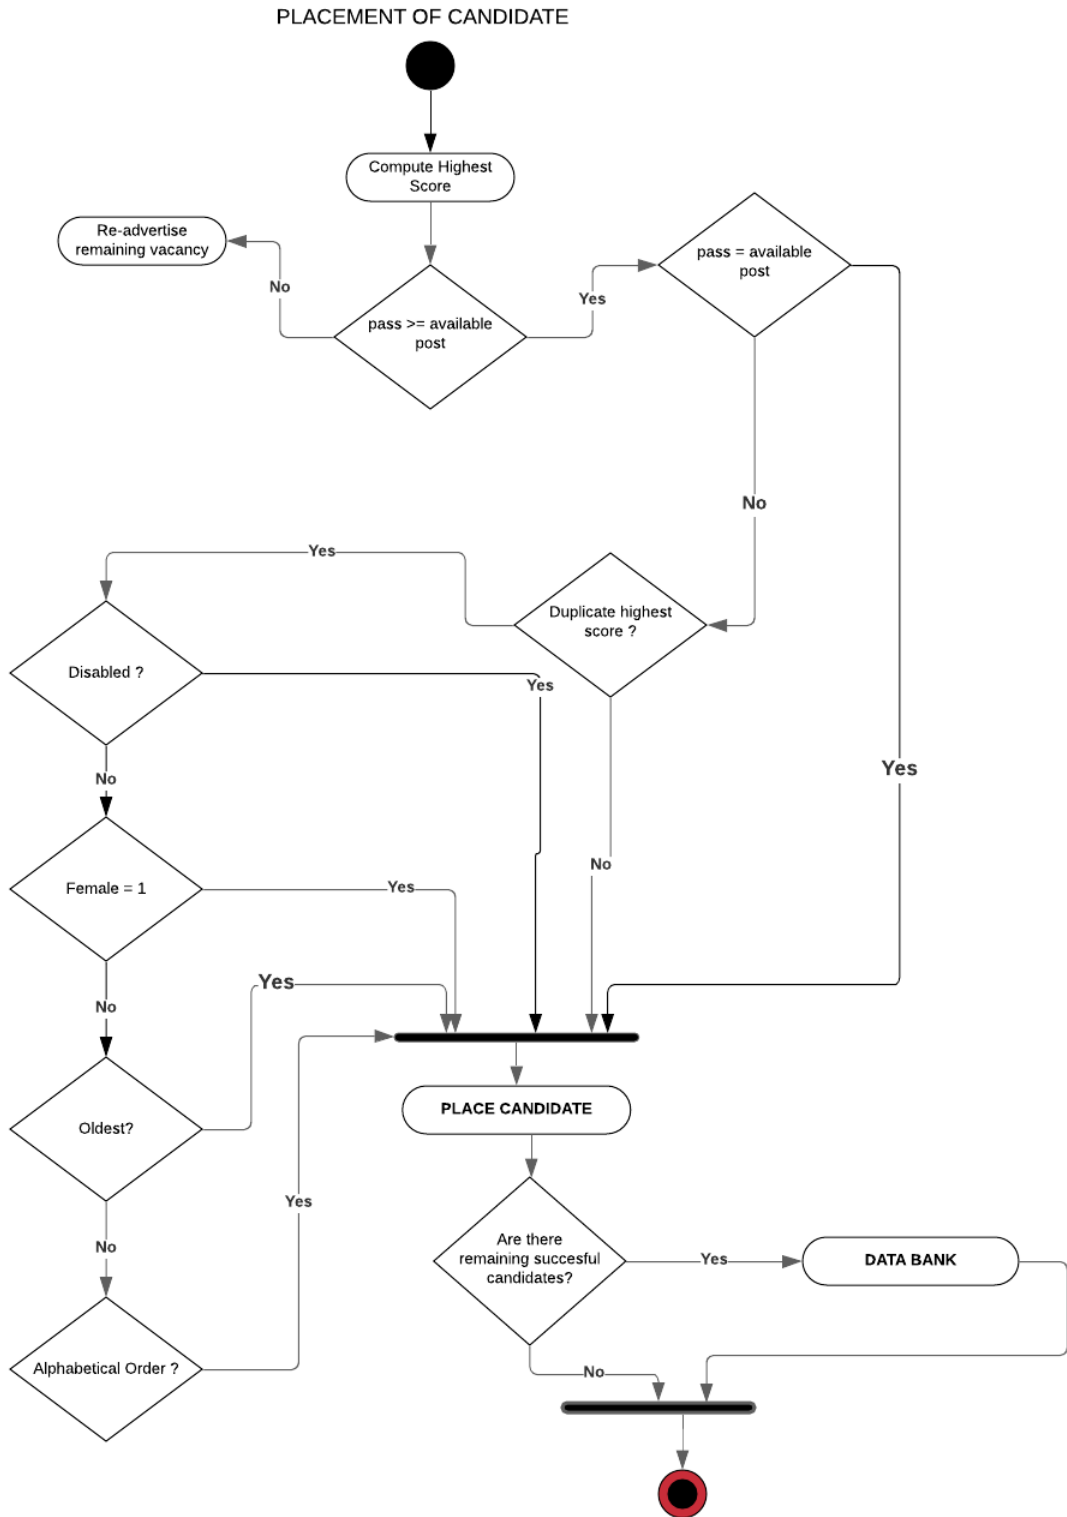 PLACEMENT OF CANDIDATE
Compute Highest
Score
Re-advertise
remaining vacancy
No
pass >= available
post
Yes
pass = available
post
No
Yes
Duplicate highest
score ?
Yes
Disabled ?
Yes
No
No
Yes
Female = 1
Yes
No
Yes
Oldest?
No
Yes
Alphabetical Order ?
PLACE CANDIDATE
Are there
remaining succesful
candidates?
Yes
DATA BANK
No